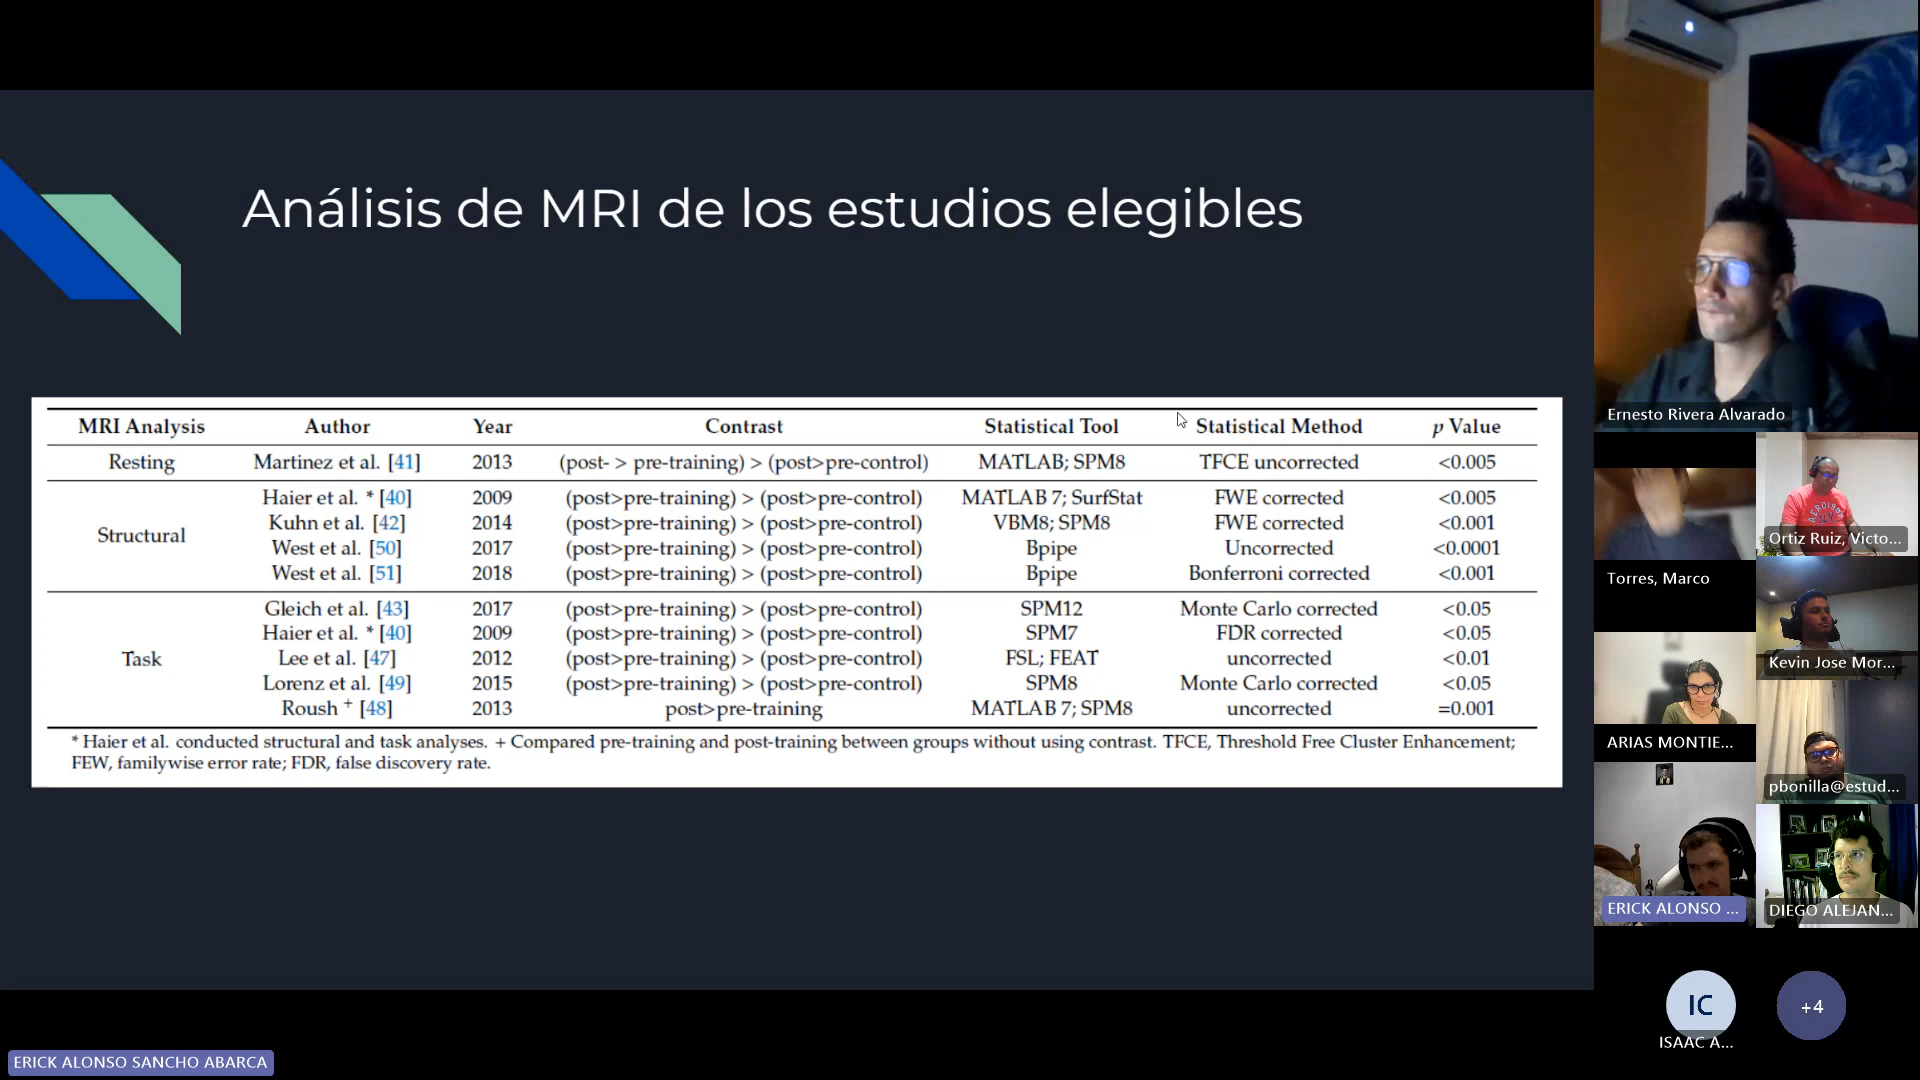 Análisis de MRI de los estudios elegibles
MRI Analysis Author Year Contrast Statistical Tool Statistical Method p Value
Resting Martinez et al. [41] 2013 (post- > pre-training) > (post>pre-control) MATLAB; SPM8 TFCE uncorrected <0.005
Structural
Haier et al. * [40] 2009 (post>pre-training) > (post>pre-control) MATLAB 7; SurfStat FWE corrected <0.005
Kuhn et al. [42] 2014 (post>pre-training) > (post>pre-control) VBM8; SPM8 FWE corrected <0.001
West et al. [50] 2017 (post>pre-training) > (post>pre-control) Bpipe Uncorrected <0.0001
West et al. [51] 2018 (post>pre-training) > (post>pre-control) Bpipe Bonferroni corrected <0.001
Task
Gleich et al. [43] 2017 (post>pre-training) > (post>pre-control) SPM12 Monte Carlo corrected <0.05
Haier et al. * [40] 2009 (post>pre-training) > (post>pre-control) SPM7 FDR corrected <0.05
Lee et al. [47] 2012 (post>pre-training) > (post>pre-control) FSL; FEAT uncorrected <0.01
Lorenz et al. [49] 2015 (post>pre-training) > (post>pre-control) SPM8 Monte Carlo corrected <0.05
Roush + [48] 2013 post>pre-training MATLAB 7; SPM8 uncorrected =0.001
* Haier et al. conducted structural and task analyses. + Compared pre-training and post-training between groups without using contrast. TFCE, Threshold Free Cluster Enhancement;
FEW, familywise error rate; FDR, false discovery rate.
Ernesto Rivera Alvarado
Ortiz Ruiz, Victo...
Torres, Marco
Kevin Jose Mor...
ARIAS MONTIE...
pbonilla@estud...
ERICK ALONSO ...
DIEGO ALEJAN...
IC
+4
ISAAC A...
ERICK ALONSO SANCHO ABARCA